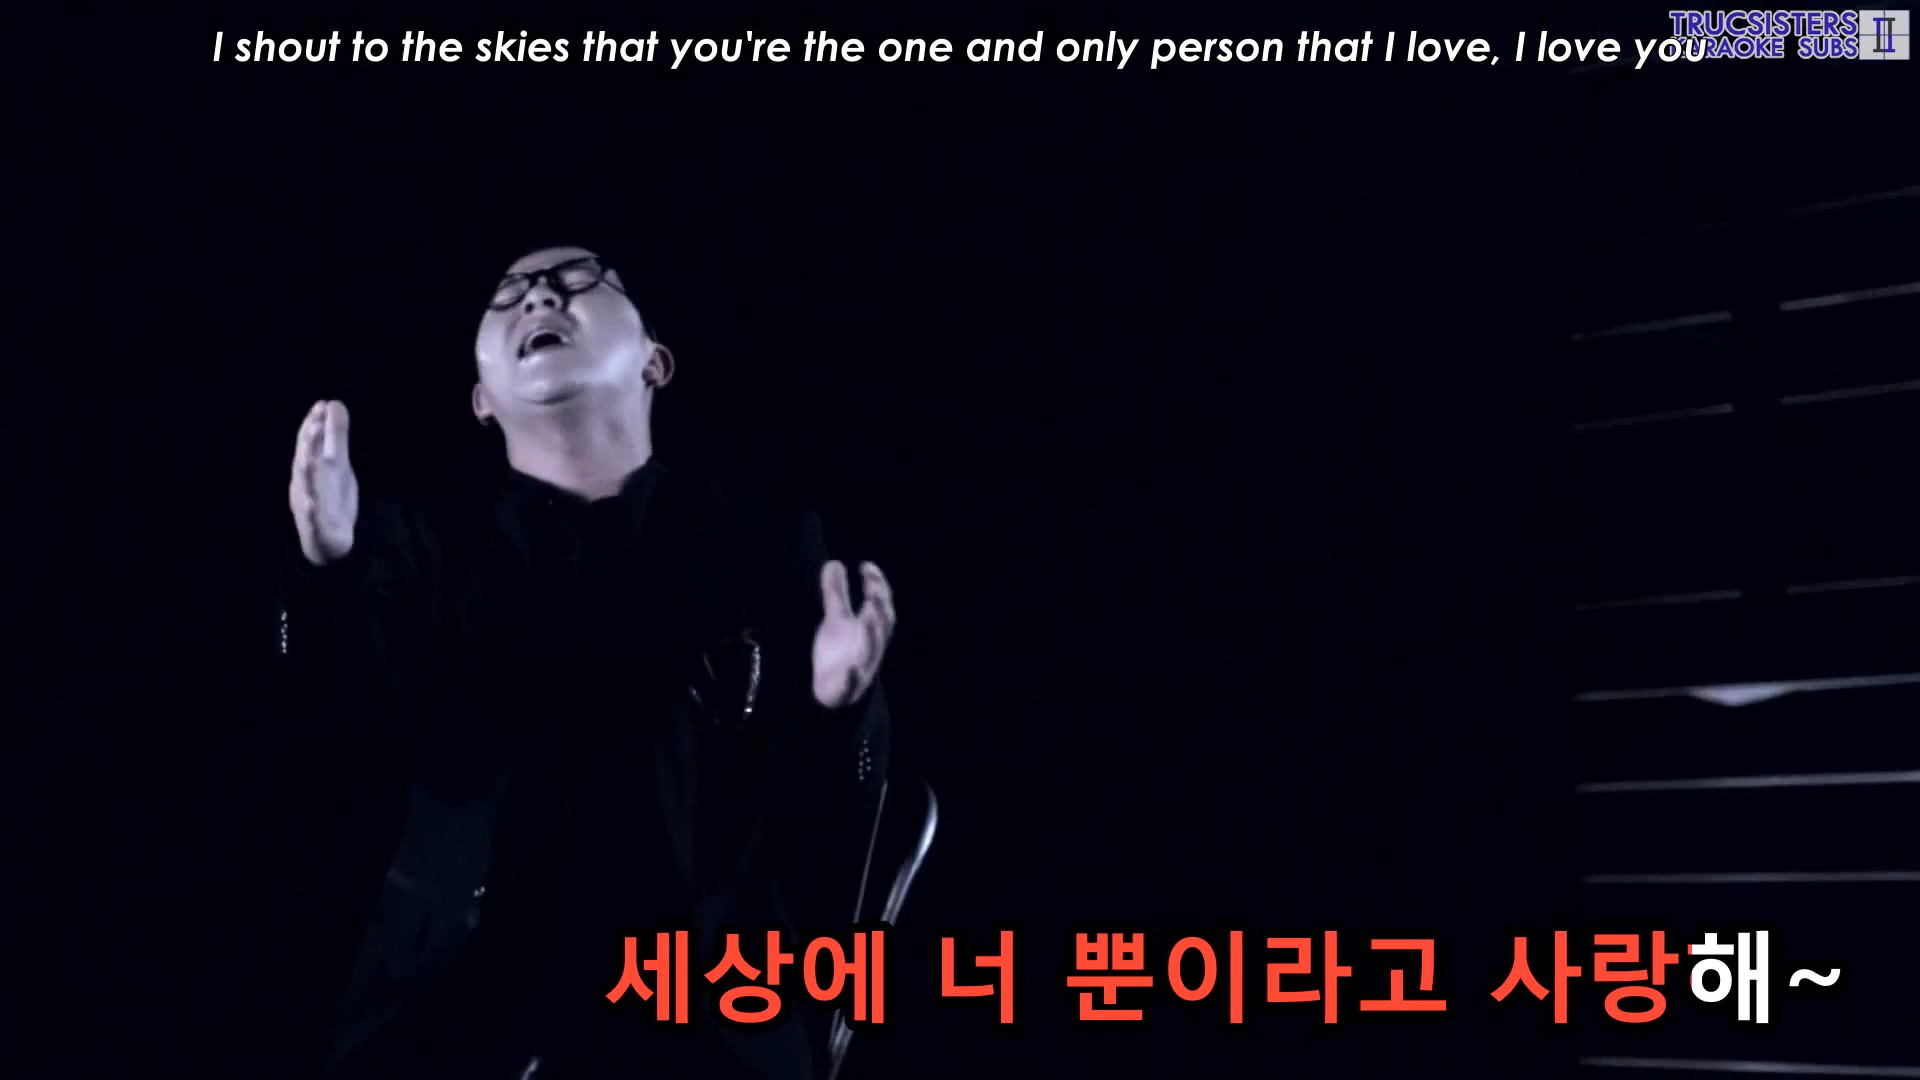 I shout to the skies that you're the one and only person that I love, I love you
TRUCSISTERS
KARAOKE SUBS II
세상에 너 뿐이라고 사랑해~